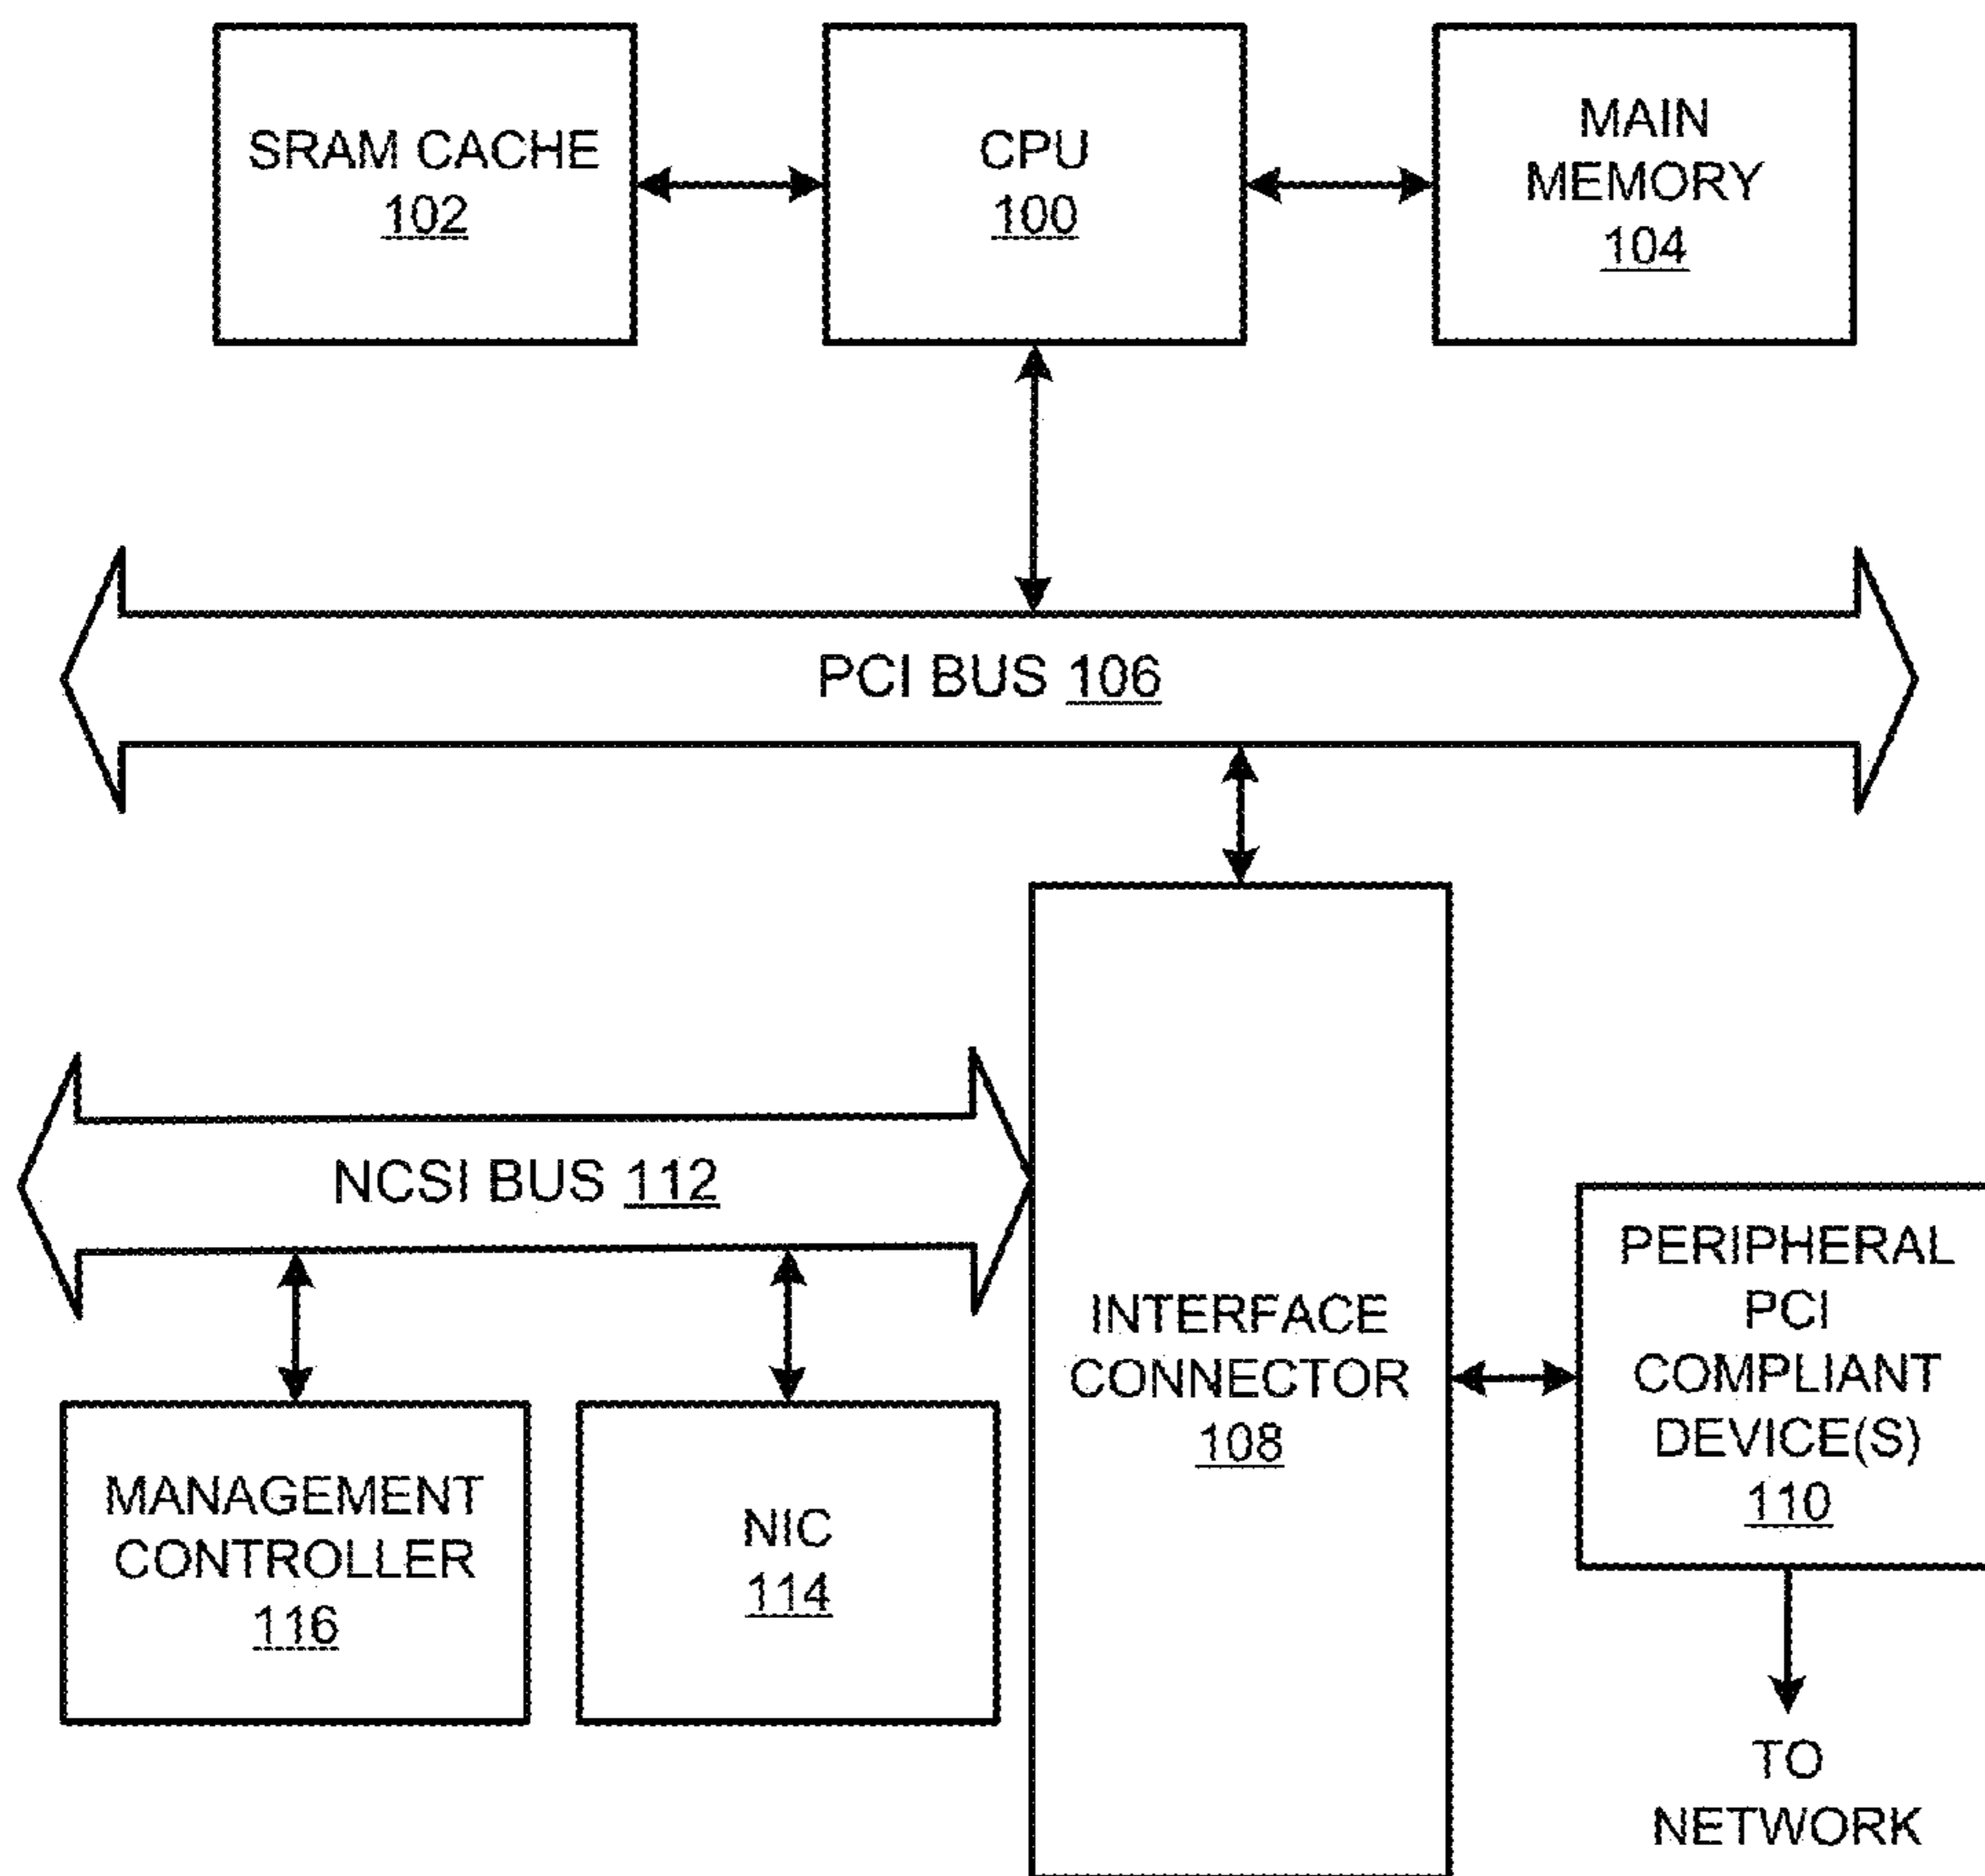 SRAM CACHE
102
CPU
100
MAIN
MEMORY
104
PCI BUS 106
NCSI BUS 112
INTERFACE
CONNECTOR
108
PERIPHERAL
PCI
COMPLIANT
DEVICE(S)
110
MANAGEMENT
CONTROLLER
116
NIC
114
TO
NETWORK